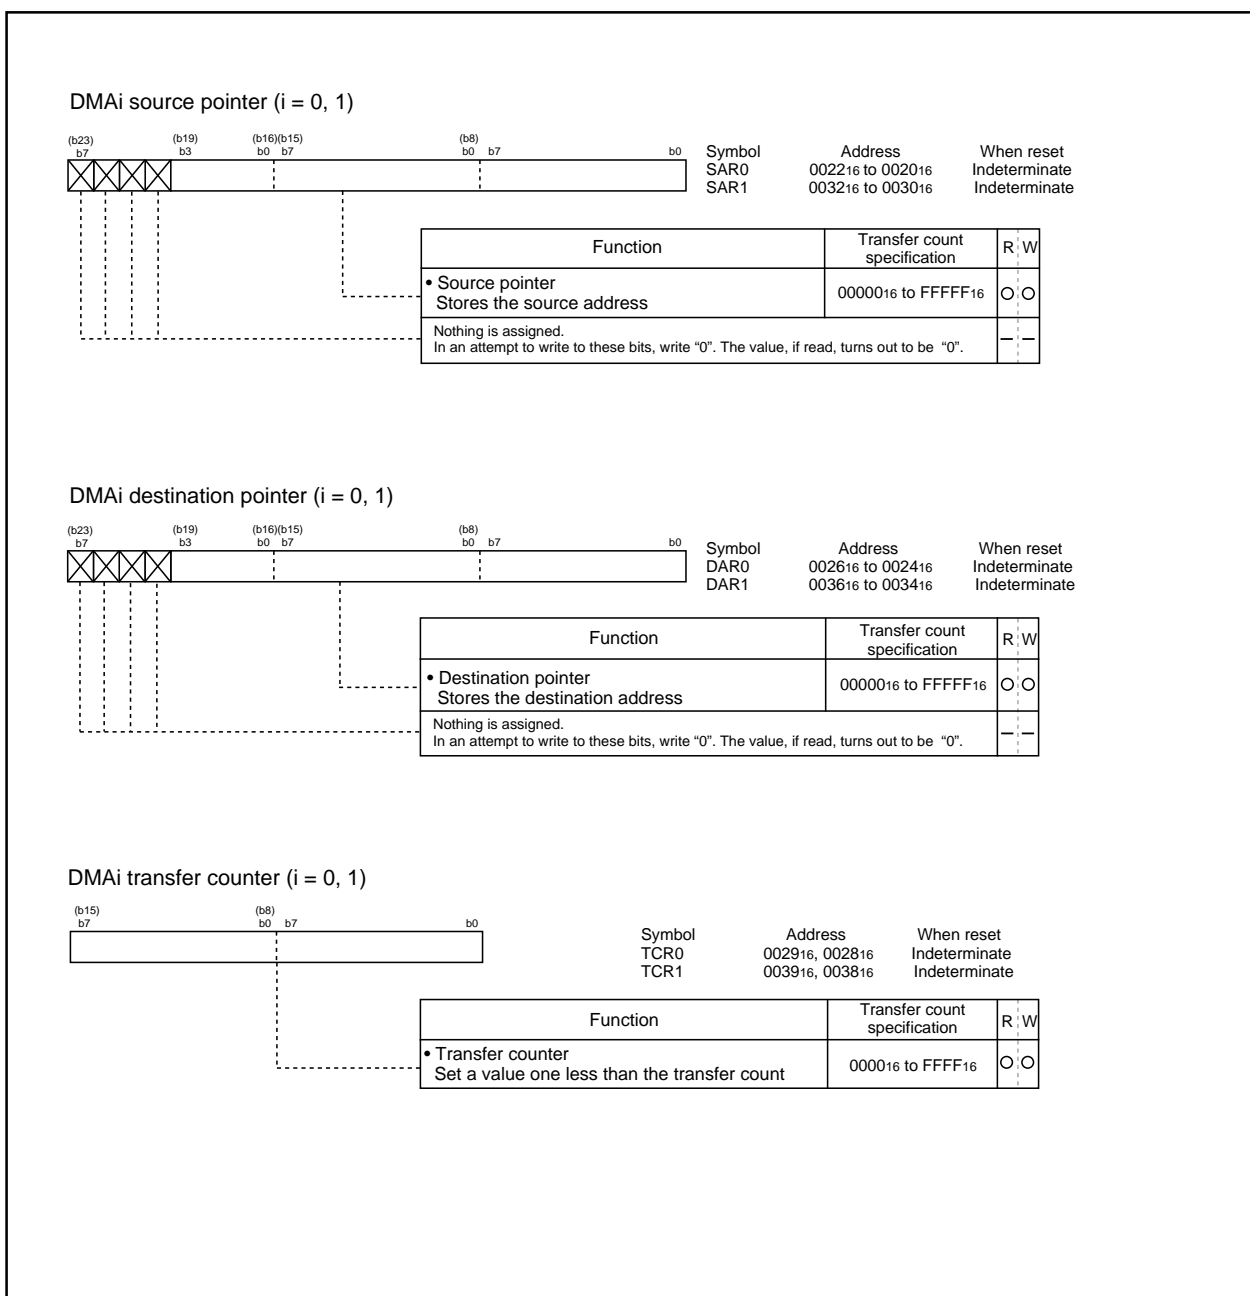 DMAi source pointer (i = 0, 1)
(b23) (b19) (b16)(b15) (b8)
b7 b3 b0 b7 b0 b7 b0
Symbol Address When reset
SAR0 002216 to 002016 Indeterminate
SAR1 003216 to 003016 Indeterminate
Function Transfer count specification R W
• Source pointer
Stores the source address 0000016 to FFFFF16
Nothing is assigned.
In an attempt to write to these bits, write “0”. The value, if read, turns out to be “0”.
DMAi destination pointer (i = 0, 1)
(b23) (b19) (b16)(b15) (b8)
b7 b3 b0 b7 b0 b7 b0
Symbol Address When reset
DAR0 002616 to 002416 Indeterminate
DAR1 003616 to 003416 Indeterminate
Function Transfer count specification R W
• Destination pointer
Stores the destination address 0000016 to FFFFF16
Nothing is assigned.
In an attempt to write to these bits, write “0”. The value, if read, turns out to be “0”.
DMAi transfer counter (i = 0, 1)
(b15) (b8)
b7 b0 b7 b0
Symbol Address When reset
TCR0 002916, 002816 Indeterminate
TCR1 003916, 003816 Indeterminate
Function Transfer count specification R W
• Transfer counter
Set a value one less than the transfer count 000016 to FFFF16